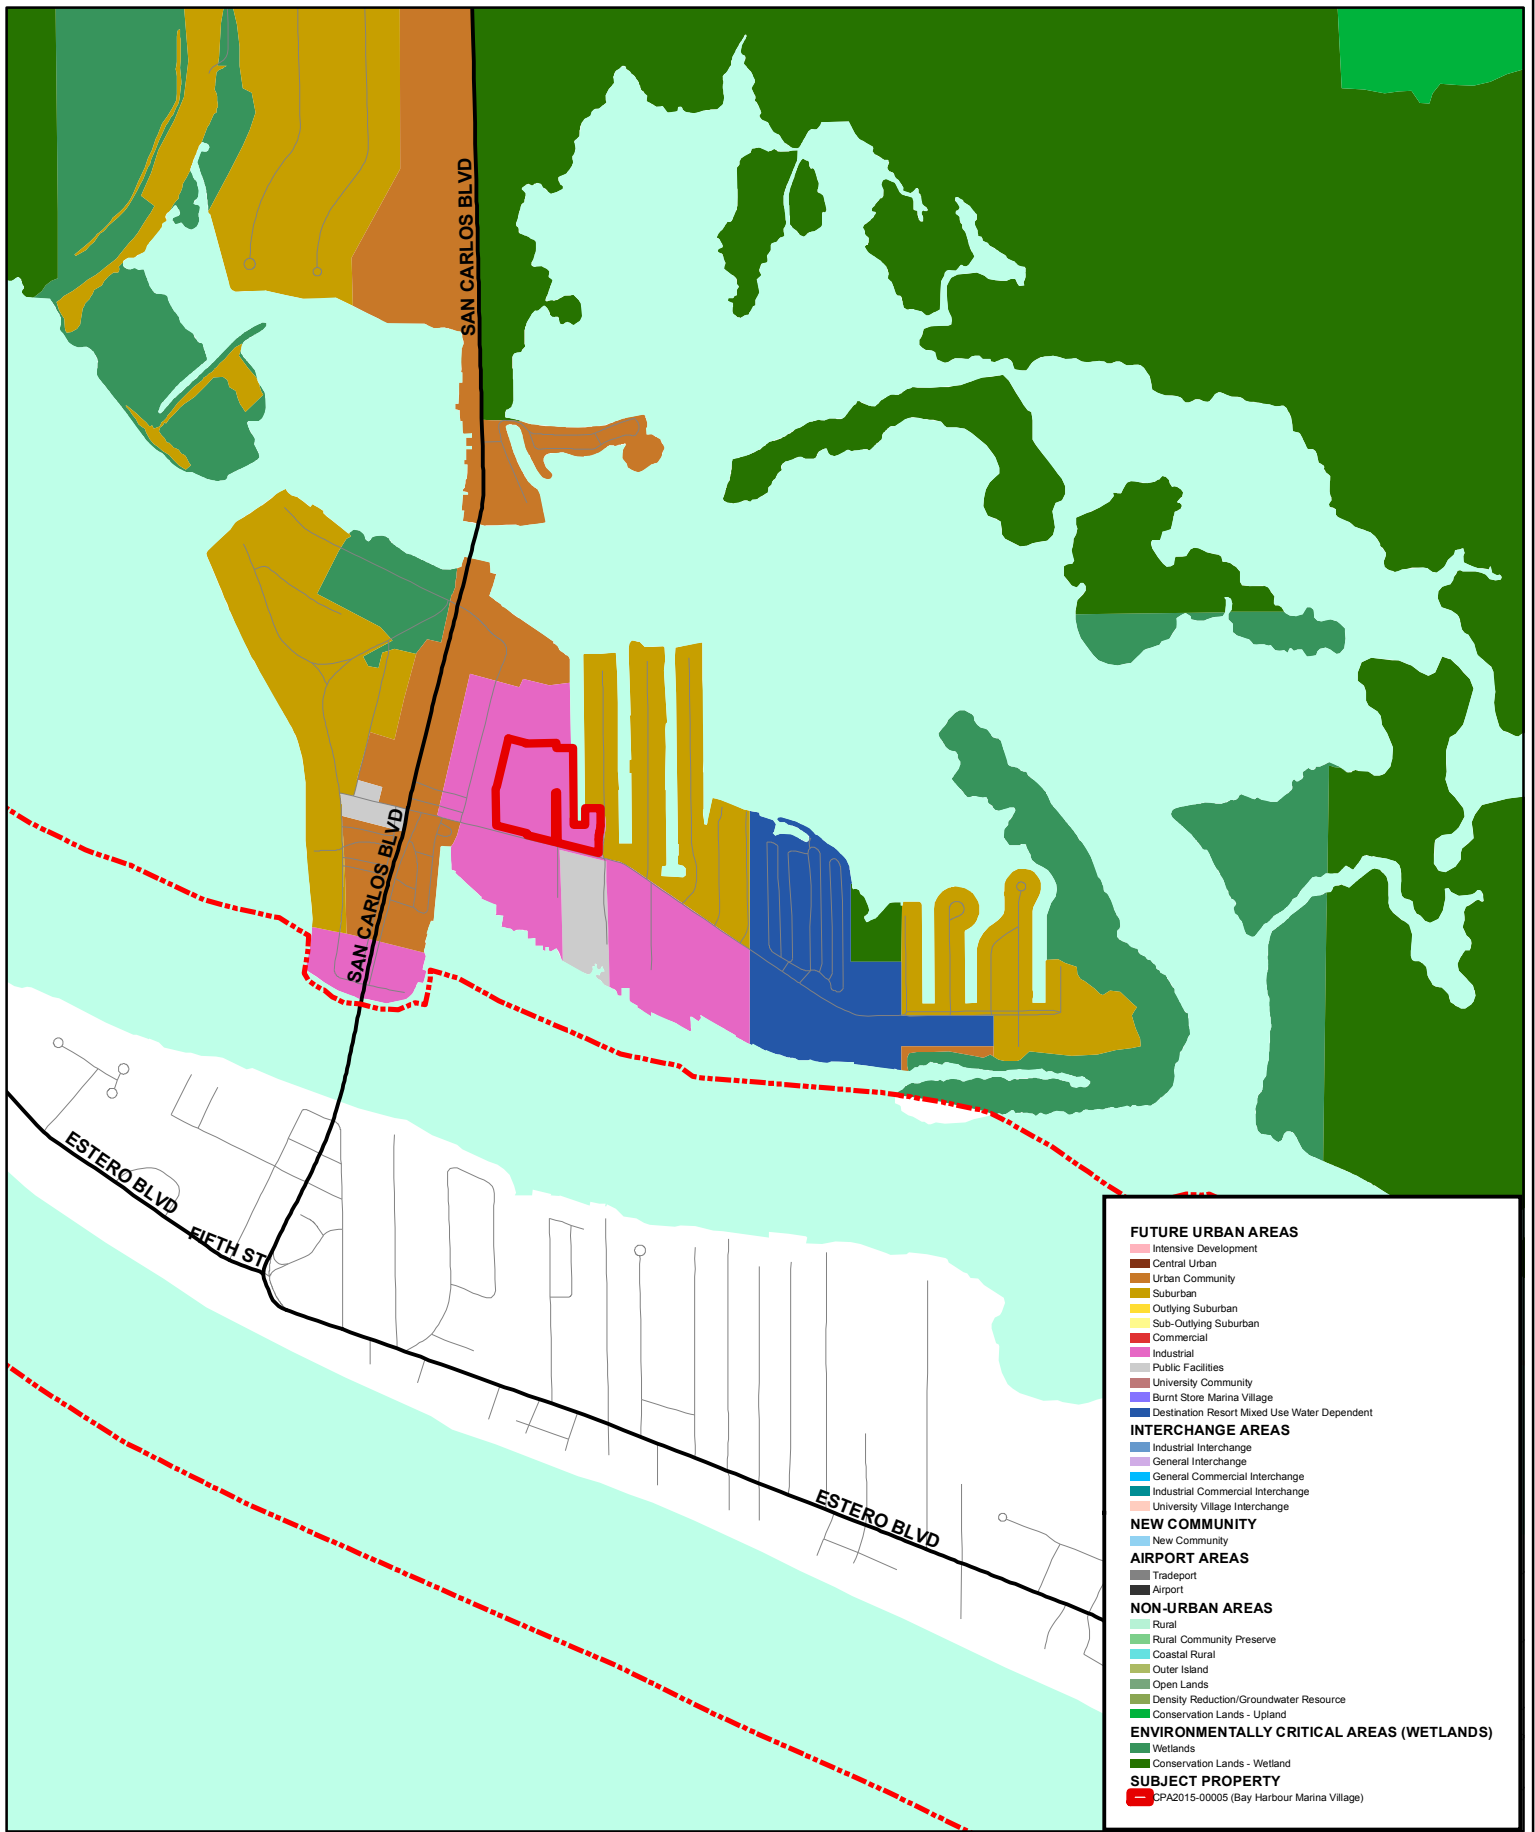 SAN CARLOS BLVD
SAN CARLOS BLVD
SAN CARLOS BLVD
ESTERO BLVD
FIFTH ST
ESTERO BLVD
FUTURE URBAN AREAS
Intensive Development
Central Urban
Urban Community
Suburban
Outlying Suburban
Sub-Outlying Suburban
Commercial
Industrial
Public Facilities
University Community
Burnt Store Marina Village
Destination Resort Mixed Use Water Dependent
INTERCHANGE AREAS
Industrial Interchange
General Interchange
General Commercial Interchange
Industrial Commercial Interchange
University Village Interchange
NEW COMMUNITY
New Community
AIRPORT AREAS
Tradeport
Airport
NON-URBAN AREAS
Rural
Rural Community Preserve
Coastal Rural
Outer Island
Open Lands
Density Reduction/Groundwater Resource
Conservation Lands - Upland
ENVIRONMENTALLY CRITICAL AREAS (WETLANDS)
Wetlands
Conservation Lands - Wetland
SUBJECT PROPERTY
CPA2015-00005 (Bay Harbour Marina Village)